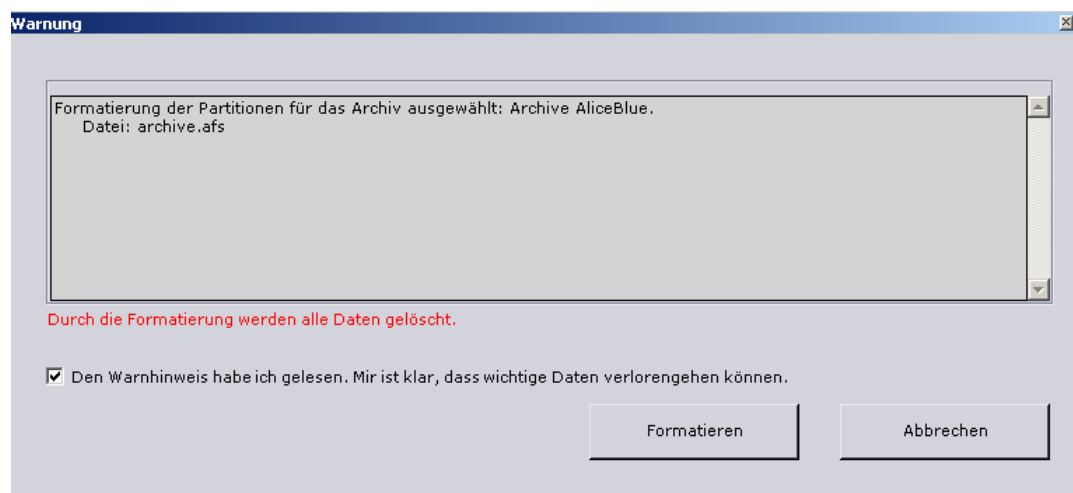 Warnung
Formatierung der Partitionen für das Archiv ausgewählt: Archive AliceBlue.
Datei: archive.afs
Durch die Formatierung werden alle Daten gelöscht.
Den Warnhinweis habe ich gelesen. Mir ist klar, dass wichtige Daten verlorengehen können.
Formatieren
Abbrechen